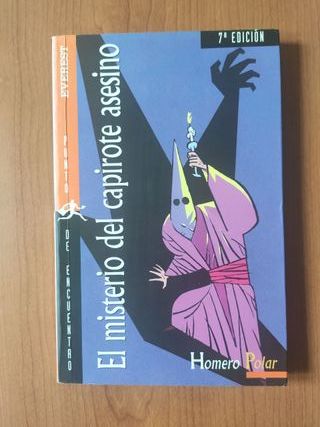 7ª EDICIÓN
EVEREST
PUNTO DE ENCUENTRO
El misterio del capirote asesino
Homero Polar